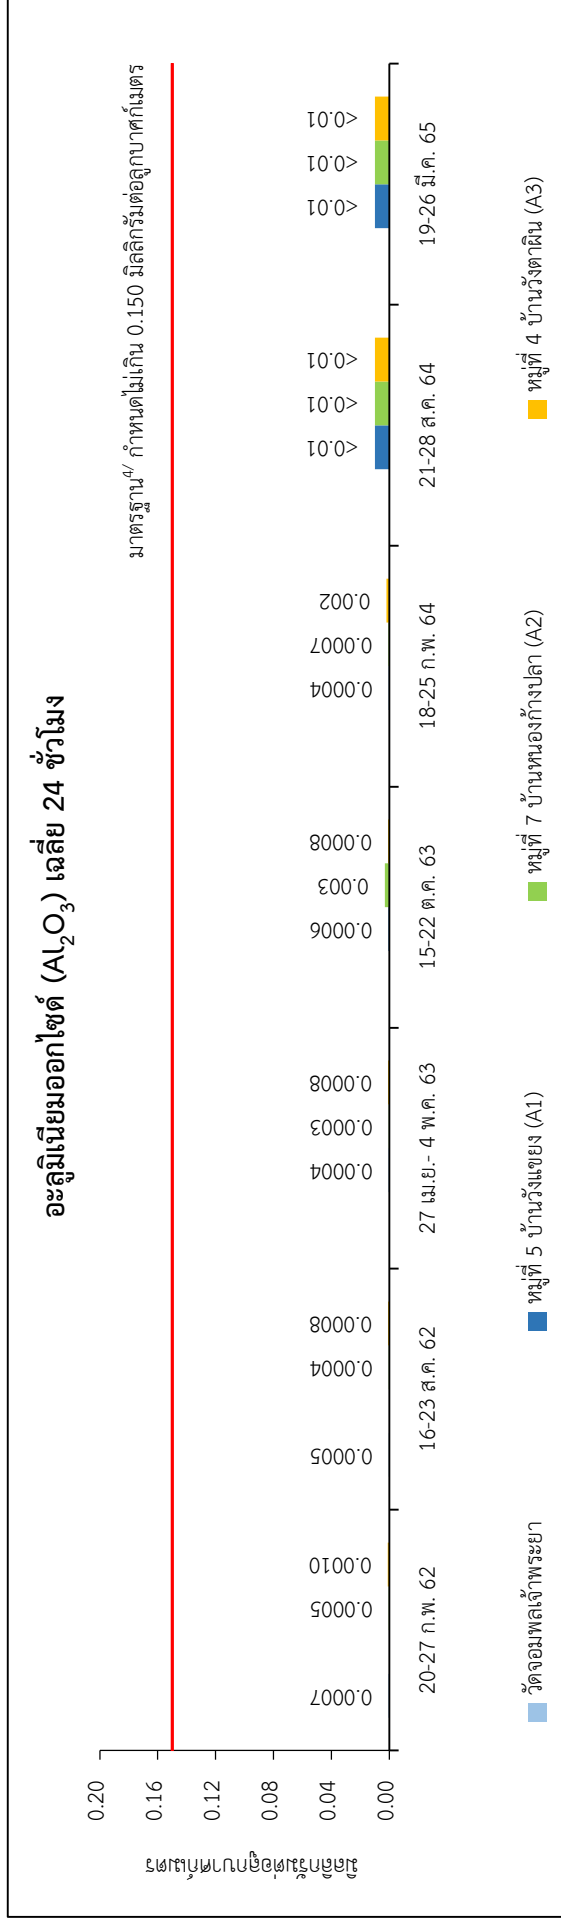 อะลูมิเนียมออกไซด์ (Al₂O₃) เฉลี่ย 24 ชั่วโมง
มาตรฐาน⁴/ กำหนดไม่เกิน 0.150 มิลลิกรัมต่อลูกบาศก์เมตร
มิลลิกรัมต่อลูกบาศก์เมตร
0.20
0.16
0.12
0.08
0.04
0.00
0.0007 0.0005 0.0010
0.0005 0.0004 0.0008
0.0004 0.0003 0.0008
0.0006 0.003 0.0008
0.0004 0.0007 0.002
<0.01 <0.01 <0.01
<0.01 <0.01 <0.01
20-27 ก.พ. 62
16-23 ส.ค. 62
27 เม.ย.- 4 พ.ค. 63
15-22 ต.ค. 63
18-25 ก.พ. 64
21-28 ส.ค. 64
19-26 มี.ค. 65
วัดจอมพลเจ้าพระยา
หมู่ที่ 5 บ้านวังแขยง (A1)
หมู่ที่ 7 บ้านหนองก้างปลา (A2)
หมู่ที่ 4 บ้านวังตาผิน (A3)